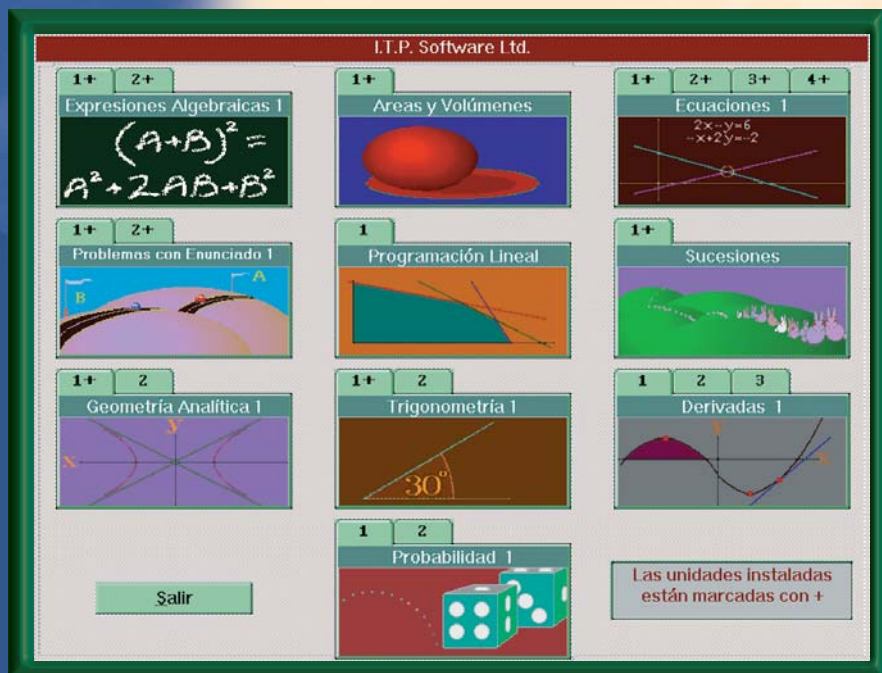 I.T.P. Software Ltd.
1+ 2+
Expresiones Algebraicas 1
(A+B)² =
A²+2AB+B²
1+
Areas y Volúmenes
1+ 2+ 3+ 4+
Ecuaciones 1
2x-y=6
-x+2y=-2
1+ 2+
Problemas con Enunciado 1
A
B
1
Programación Lineal
1+
Sucesiones
1+ 2
Geometría Analítica 1
y
x
1+ 2
Trigonometría 1
30°
1 2 3
Derivadas 1
y
x
1 2
Probabilidad 1
Salir
Las unidades instaladas
están marcadas con +